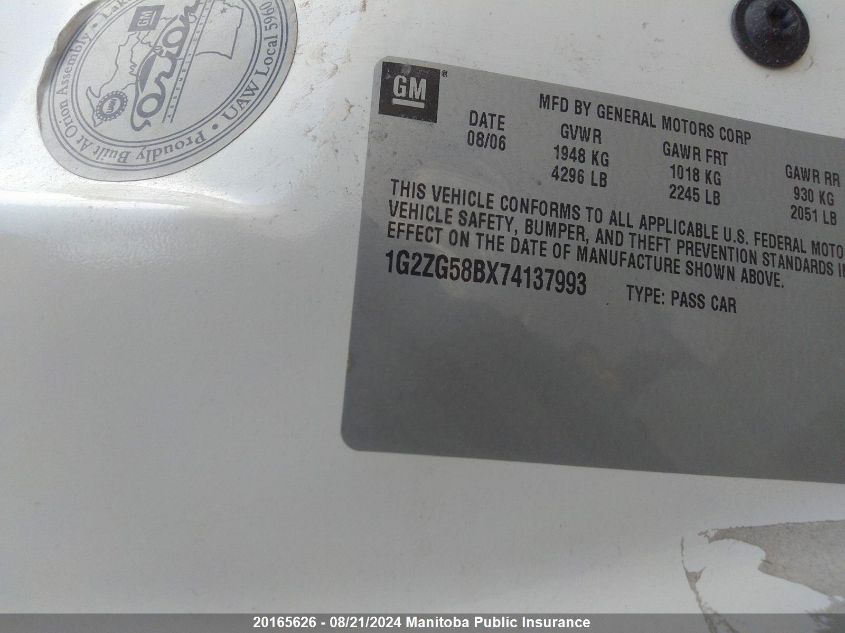 Proudly Built At Orion Assembly • Lak
UAW Local 5960
GM
orion
GM ®
MFD BY GENERAL MOTORS CORP
DATE GVWR GAWR FRT GAWR RR
08/06 1948 KG 1018 KG 930 KG
4296 LB 2245 LB 2051 LB
THIS VEHICLE CONFORMS TO ALL APPLICABLE U.S. FEDERAL MOTO
VEHICLE SAFETY, BUMPER, AND THEFT PREVENTION STANDARDS I
EFFECT ON THE DATE OF MANUFACTURE SHOWN ABOVE.
1G2ZG58BX74137993 TYPE: PASS CAR
20165626 - 08/21/2024 Manitoba Public Insurance